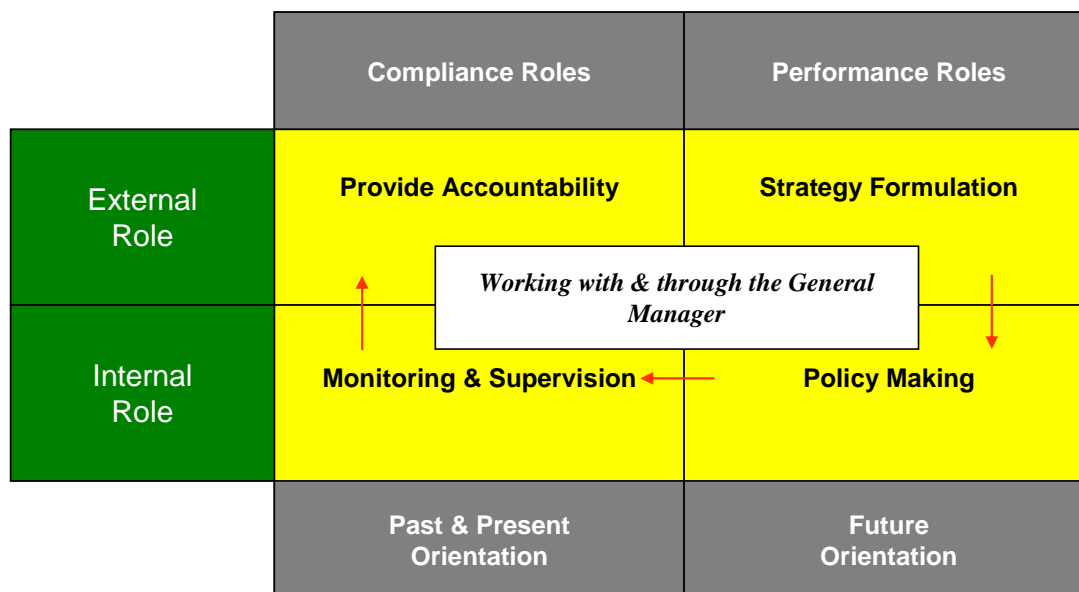 Compliance Roles
Performance Roles
External
Role
Provide Accountability
Strategy Formulation
Working with & through the General
Manager
Internal
Role
Monitoring & Supervision
Policy Making
Past & Present
Orientation
Future
Orientation